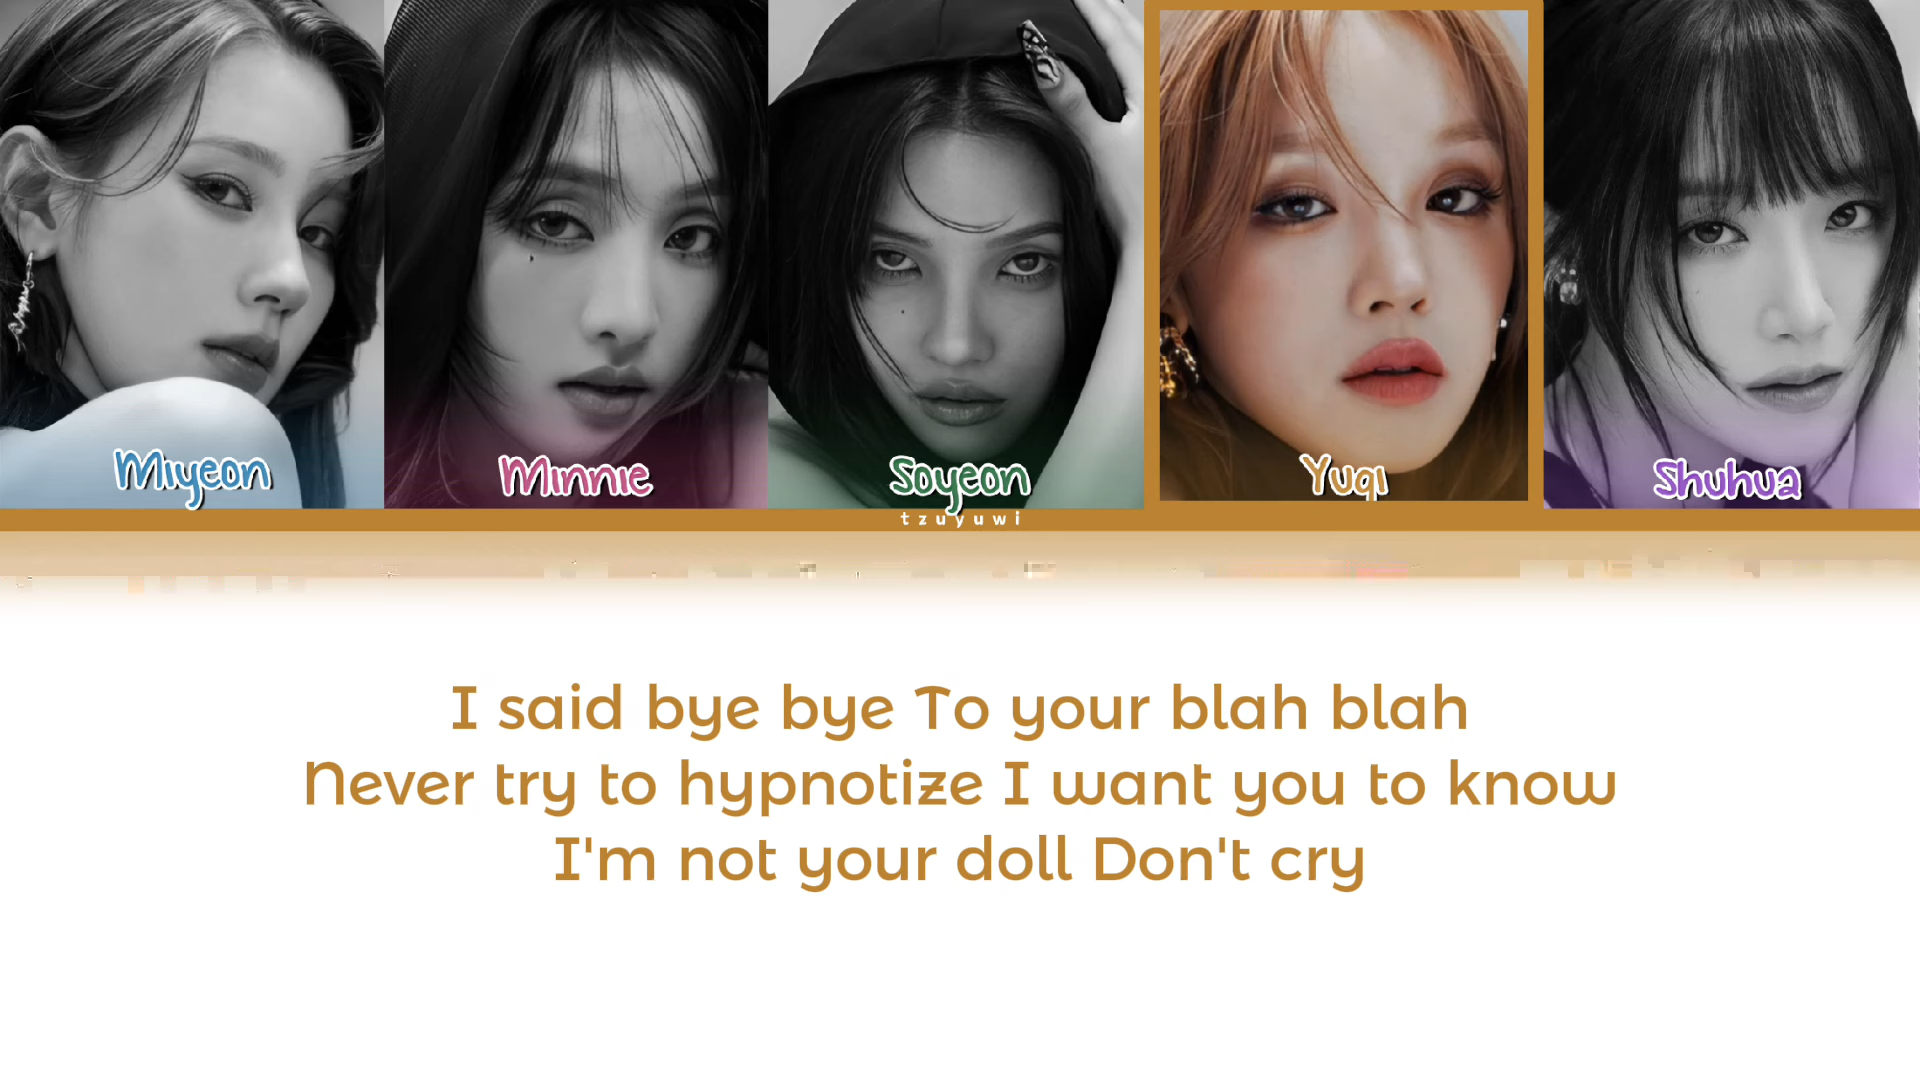 Miyeon
Minnie
Soyeon
Yuqi
Shuhua
tzuyuwi
I said bye bye To your blah blah
Never try to hypnotize I want you to know
I'm not your doll Don't cry